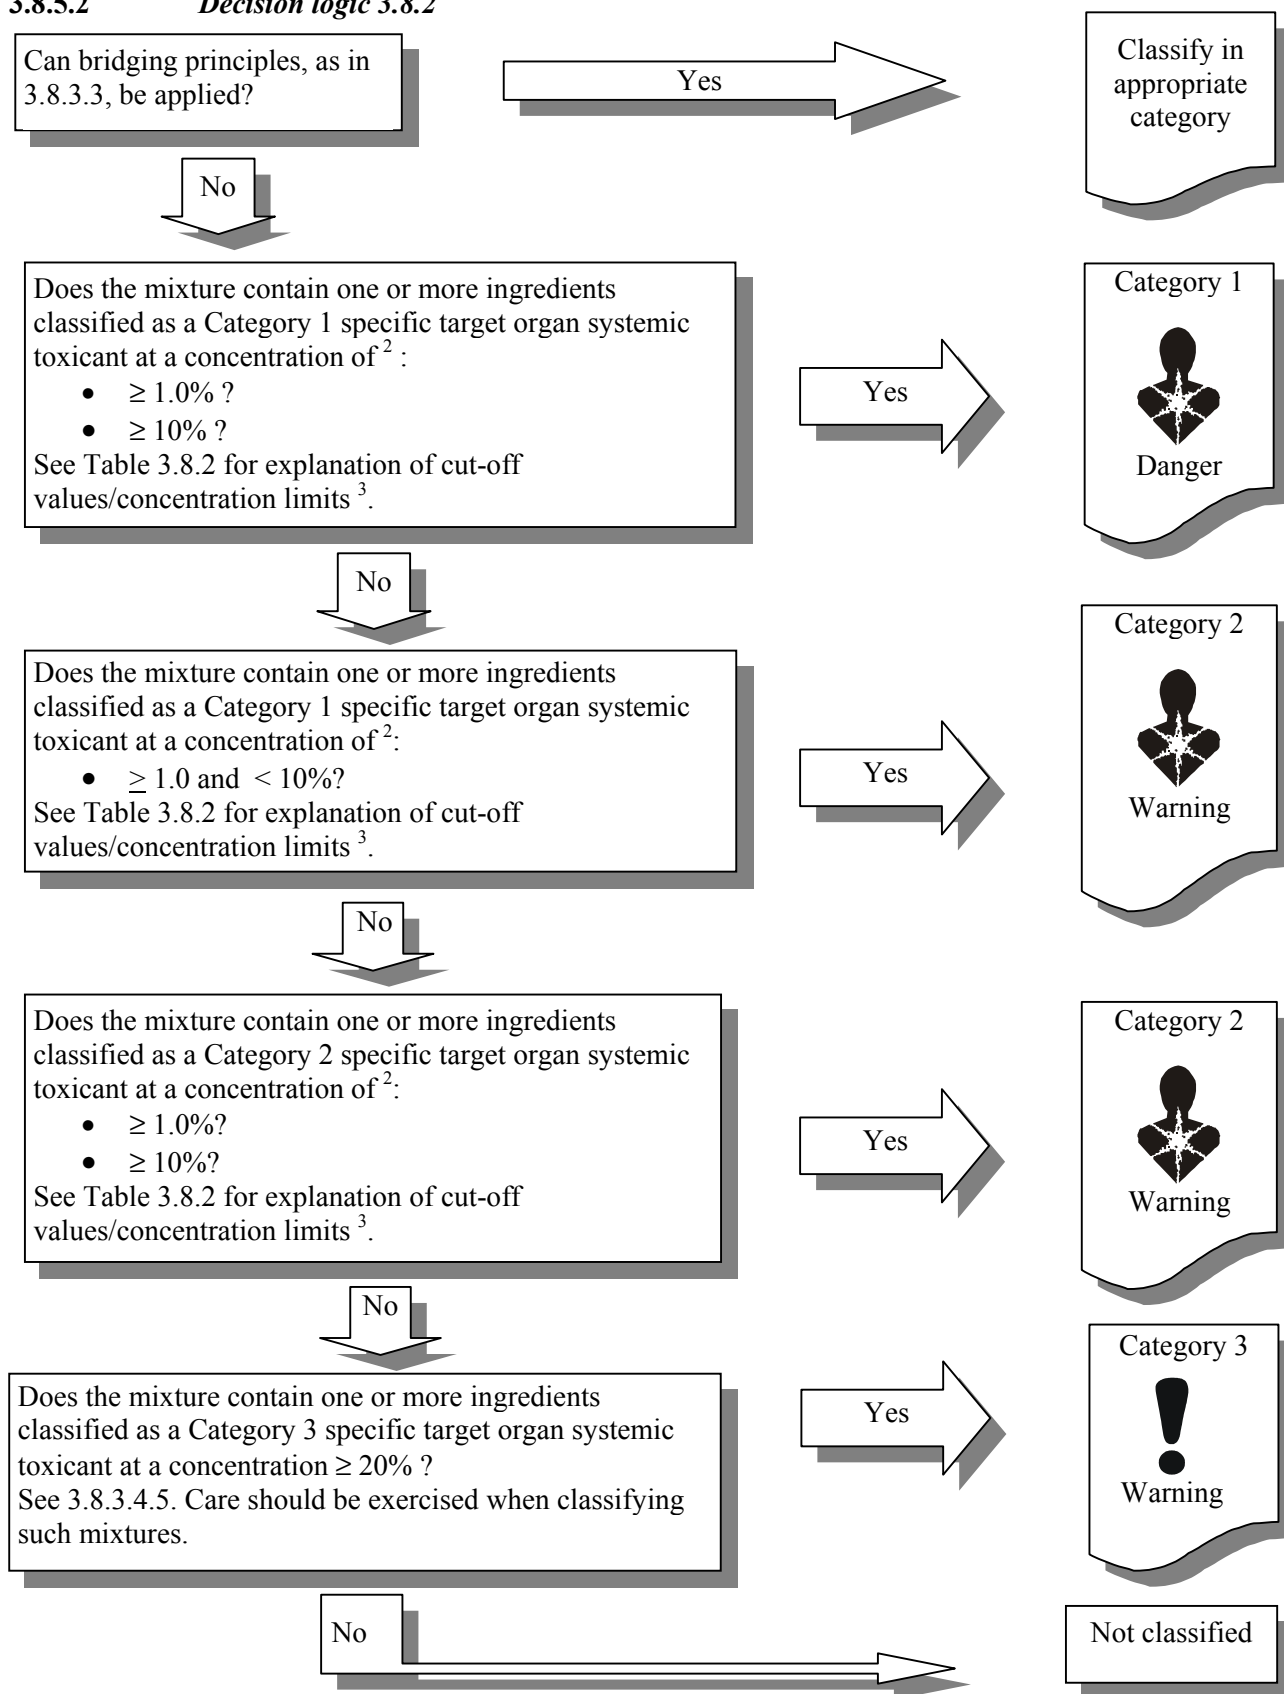 3.8.5.2 Decision logic 3.8.2
Can bridging principles, as in
3.8.3.3, be applied?
Yes
Classify in
appropriate
category
No
Does the mixture contain one or more ingredients
classified as a Category 1 specific target organ systemic
toxicant at a concentration of 2 :
• ≥ 1.0% ?
• ≥ 10% ?
See Table 3.8.2 for explanation of cut-off
values/concentration limits 3.
Yes
Category 1
Danger
No
Does the mixture contain one or more ingredients
classified as a Category 1 specific target organ systemic
toxicant at a concentration of 2:
• ≥ 1.0 and < 10%?
See Table 3.8.2 for explanation of cut-off
values/concentration limits 3.
Yes
Category 2
Warning
No
Does the mixture contain one or more ingredients
classified as a Category 2 specific target organ systemic
toxicant at a concentration of 2:
• ≥ 1.0%?
• ≥ 10%?
See Table 3.8.2 for explanation of cut-off
values/concentration limits 3.
Yes
Category 2
Warning
No
Does the mixture contain one or more ingredients
classified as a Category 3 specific target organ systemic
toxicant at a concentration ≥ 20% ?
See 3.8.3.4.5. Care should be exercised when classifying
such mixtures.
Yes
Category 3
Warning
No
Not classified